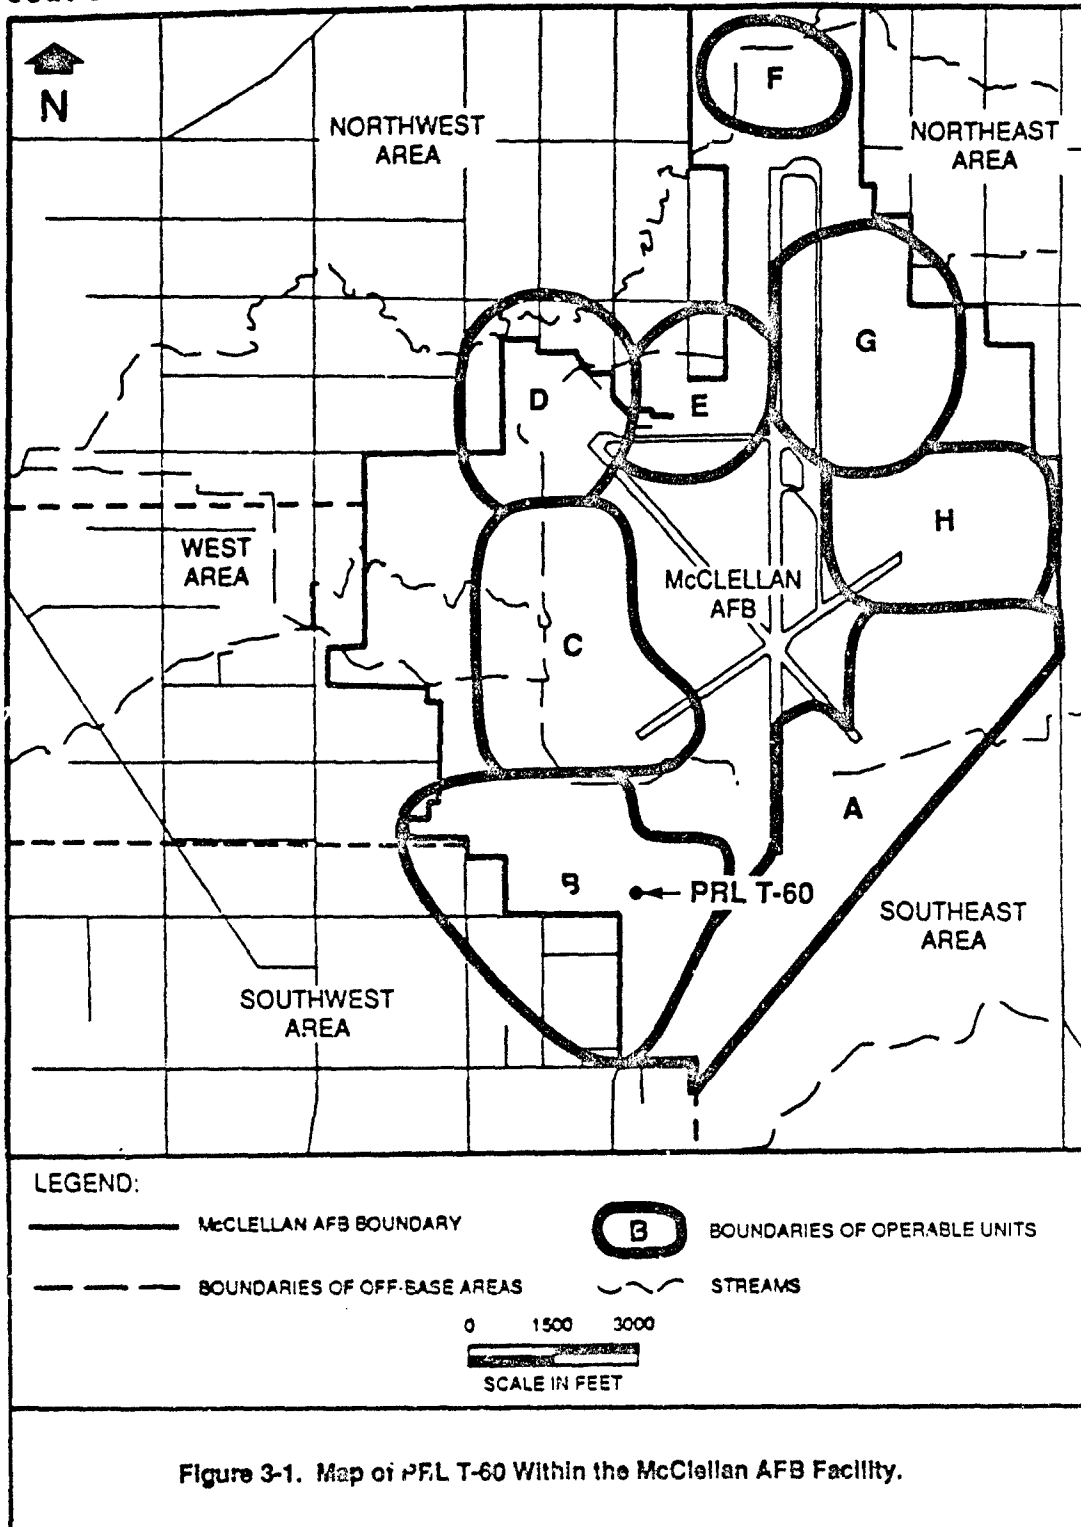 N
F
NORTHWEST
AREA
NORTHEAST
AREA
G
D
E
H
WEST
AREA
McCLELLAN
AFB
C
A
B
PRL T-60
SOUTHEAST
AREA
SOUTHWEST
AREA
LEGEND:
McCLELLAN AFB BOUNDARY
B
BOUNDARIES OF OPERABLE UNITS
BOUNDARIES OF OFF-BASE AREAS
STREAMS
0 1500 3000
SCALE IN FEET
Figure 3-1. Map of PRL T-60 Within the McClellan AFB Facility.